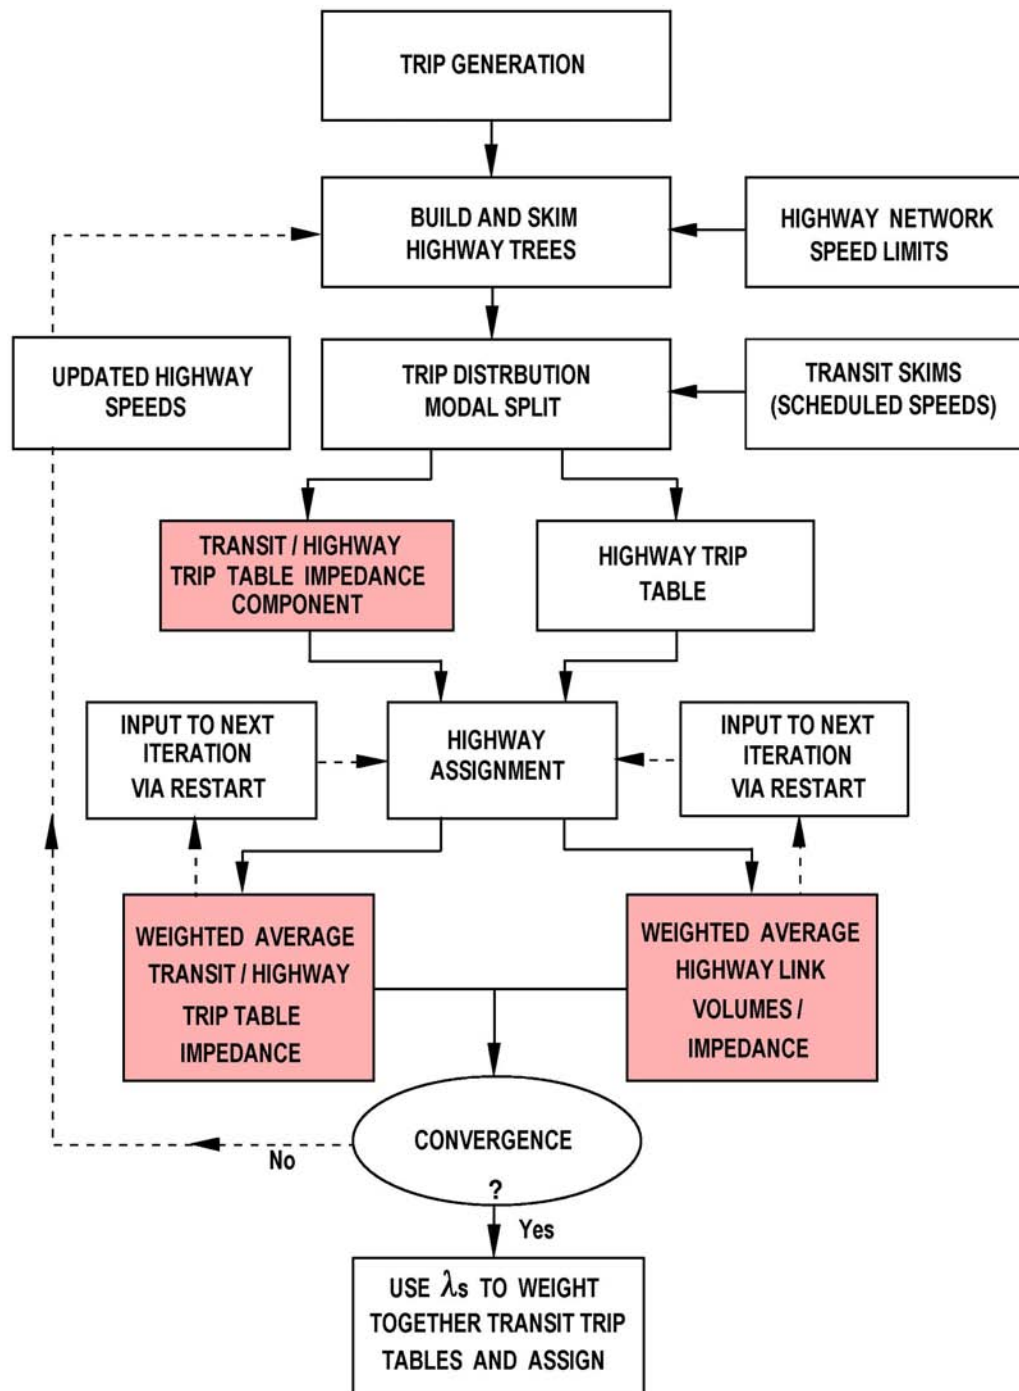 TRIP GENERATION
BUILD AND SKIM
HIGHWAY TREES
HIGHWAY NETWORK
SPEED LIMITS
UPDATED HIGHWAY
SPEEDS
TRIP DISTRBUTION
MODAL SPLIT
TRANSIT SKIMS
(SCHEDULED SPEEDS)
TRANSIT / HIGHWAY
TRIP TABLE IMPEDANCE
COMPONENT
HIGHWAY TRIP
TABLE
INPUT TO NEXT
ITERATION
VIA RESTART
HIGHWAY
ASSIGNMENT
INPUT TO NEXT
ITERATION
VIA RESTART
WEIGHTED AVERAGE
TRANSIT / HIGHWAY
TRIP TABLE
IMPEDANCE
WEIGHTED AVERAGE
HIGHWAY LINK
VOLUMES /
IMPEDANCE
CONVERGENCE
?
No
Yes
USE λs TO WEIGHT
TOGETHER TRANSIT TRIP
TABLES AND ASSIGN